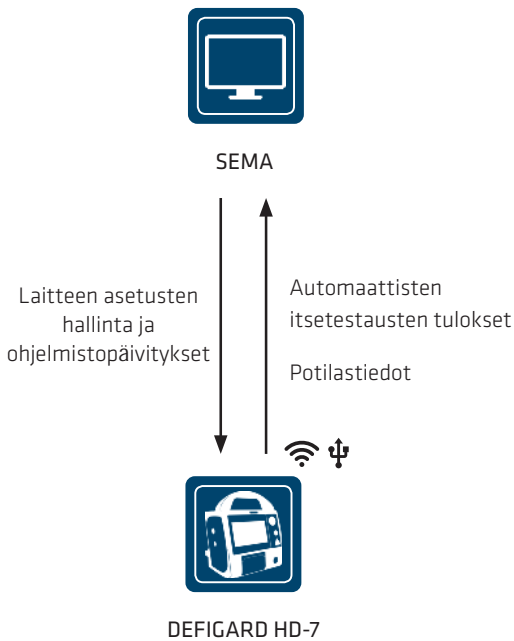 SEMA
Laitteen asetusten
hallinta ja
ohjelmistopäivitykset
Automaattisten
itsetestausten tulokset
Potilastiedot
DEFIGARD HD-7